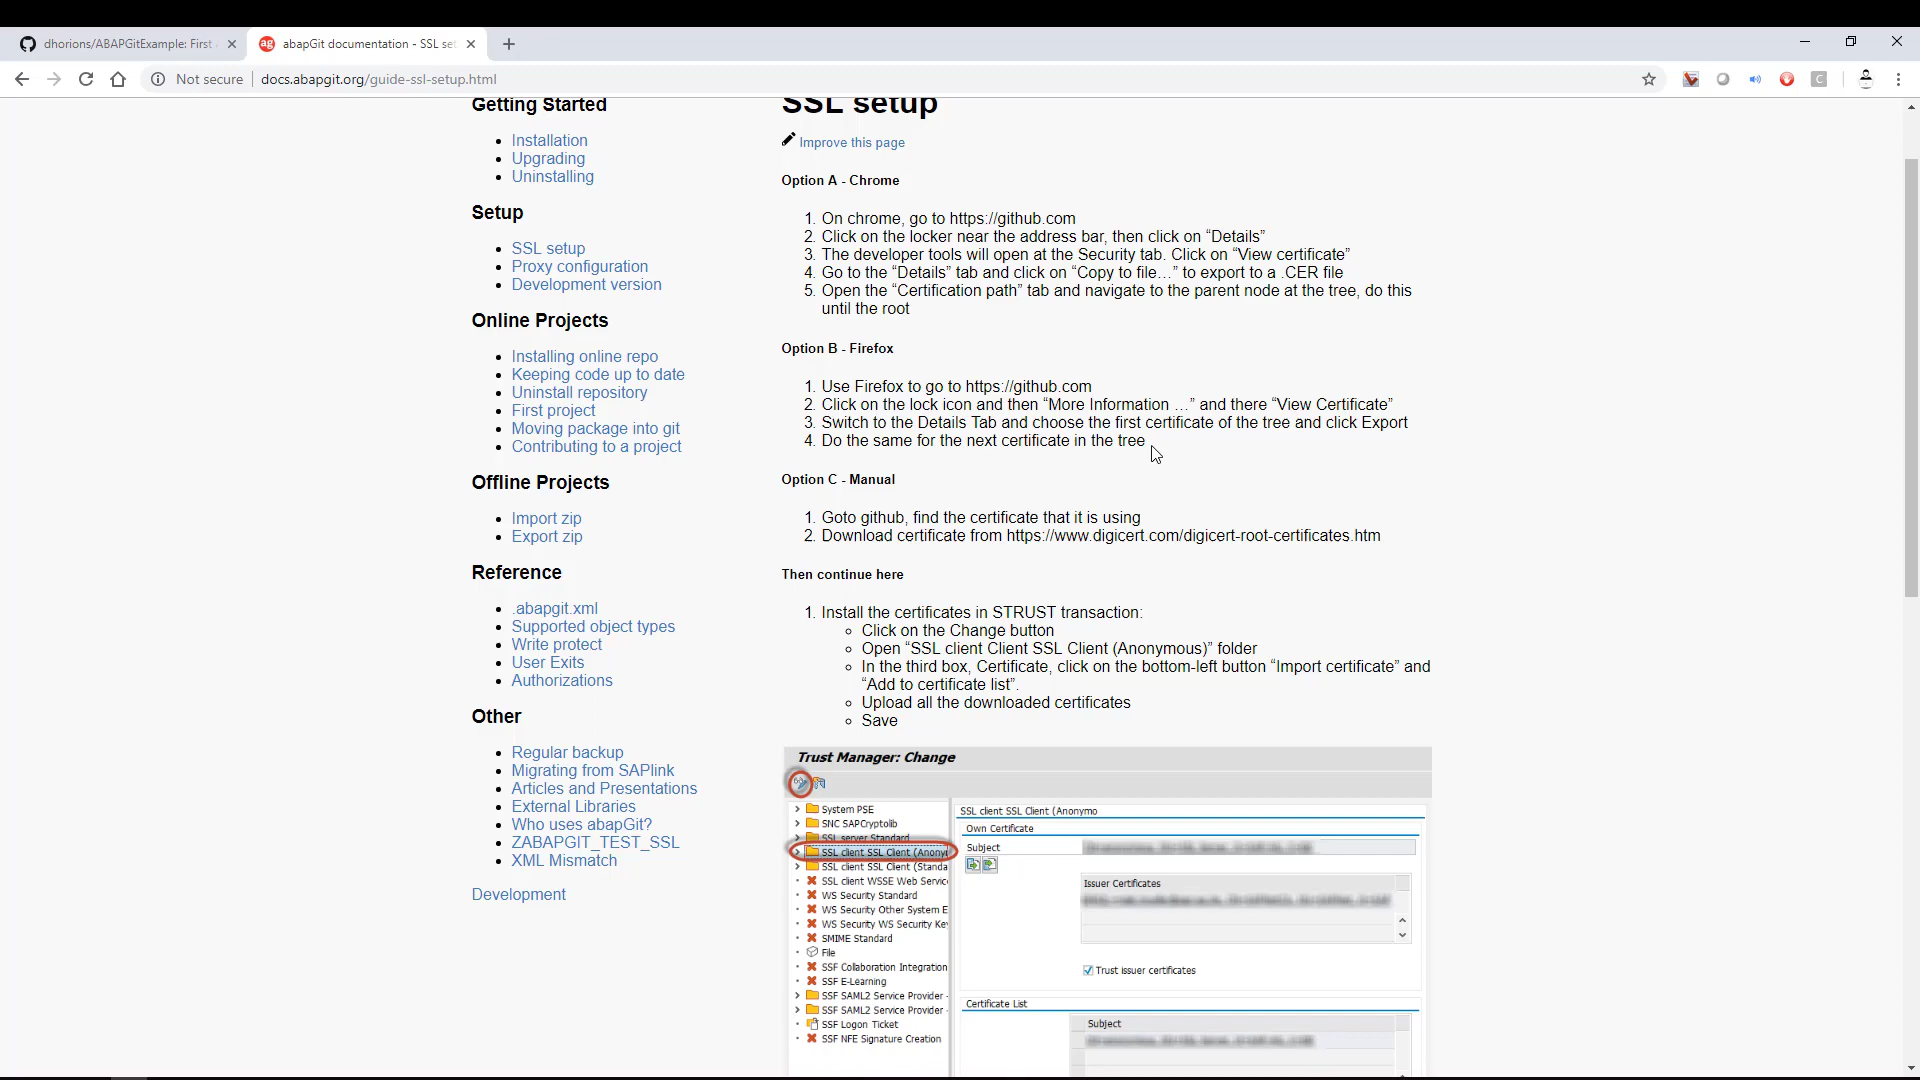 dhorions/ABAPGitExample: First
abapGit documentation - SSL set
Not secure
docs.abapgit.org/guide-ssl-setup.html
Getting Started
Installation
Upgrading
Uninstalling
Setup
SSL setup
Proxy configuration
Development version
Online Projects
Installing online repo
Keeping code up to date
Uninstall repository
First project
Moving package into git
Contributing to a project
Offline Projects
Import zip
Export zip
Reference
.abapgit.xml
Supported object types
Write protect
User Exits
Authorizations
Other
Regular backup
Migrating from SAPlink
Articles and Presentations
External Libraries
Who uses abapGit?
ZABAPGIT_TEST_SSL
XML Mismatch
Development
SSL setup
Improve this page
Option A - Chrome
1. On chrome, go to https://github.com
2. Click on the locker near the address bar, then click on “Details”
3. The developer tools will open at the Security tab. Click on “View certificate”
4. Go to the “Details” tab and click on “Copy to file…” to export to a .CER file
5. Open the “Certification path” tab and navigate to the parent node at the tree, do this
until the root
Option B - Firefox
1. Use Firefox to go to https://github.com
2. Click on the lock icon and then “More Information …” and there “View Certificate”
3. Switch to the Details Tab and choose the first certificate of the tree and click Export
4. Do the same for the next certificate in the tree
Option C - Manual
1. Goto github, find the certificate that it is using
2. Download certificate from https://www.digicert.com/digicert-root-certificates.htm
Then continue here
1. Install the certificates in STRUST transaction:
Click on the Change button
Open “SSL client Client SSL Client (Anonymous)” folder
In the third box, Certificate, click on the bottom-left button “Import certificate” and
“Add to certificate list”.
Upload all the downloaded certificates
Save
Trust Manager: Change
System PSE
SNC SAPCryptolib
SSL server Standard
SSL client SSL Client (Anony
SSL client SSL Client (Standa
SSL client WSSE Web Servic
WS Security Standard
WS Security Other System E
WS Security WS Security Key
SMIME Standard
File
SSF Collaboration Integration
SSF E-Learning
SSF SAML2 Service Provider -
SSF SAML2 Service Provider -
SSF Logon Ticket
SSF NFE Signature Creation
SSL client SSL Client (Anonymo
Own Certificate
Subject
Issuer Certificates
Trust issuer certificates
Certificate List
Subject